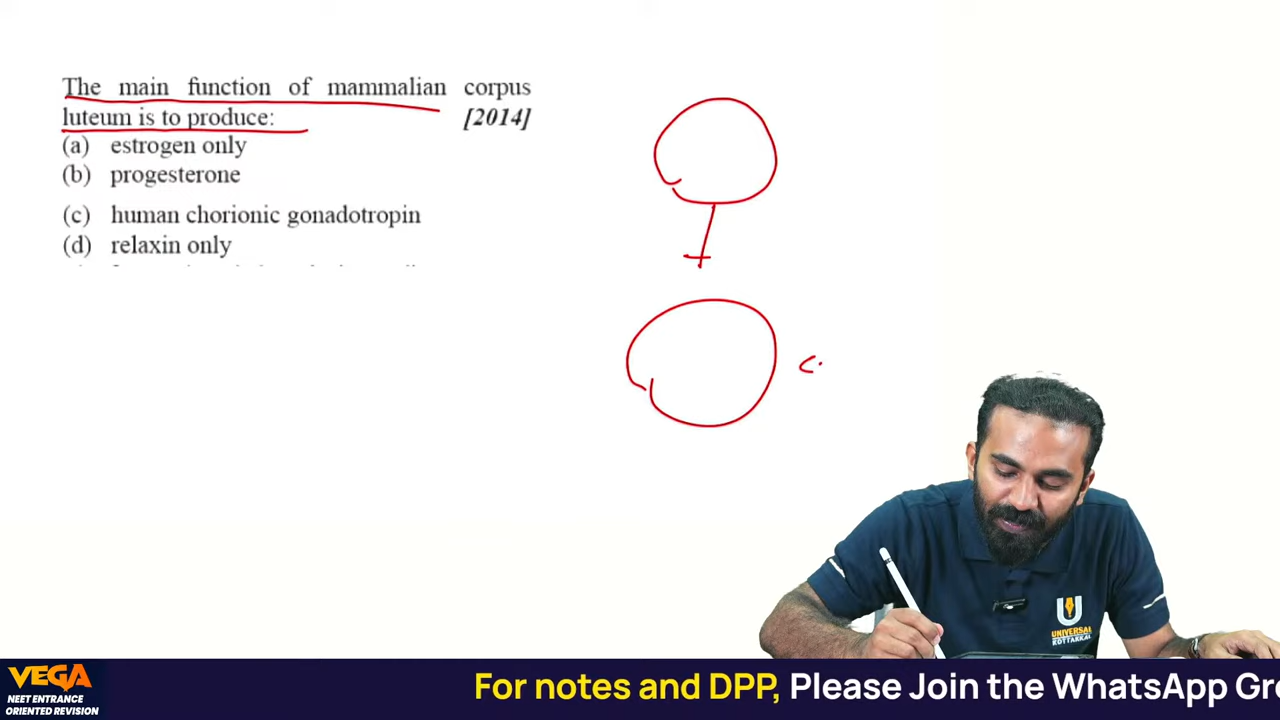 The main function of mammalian corpus
luteum is to produce: [2014]
(a) estrogen only
(b) progesterone
(c) human chorionic gonadotropin
(d) relaxin only
UNIVERSAL
KOTTAKKAL
VEGA
NEET ENTRANCE
ORIENTED REVISION
For notes and DPP, Please Join the WhatsApp Gr